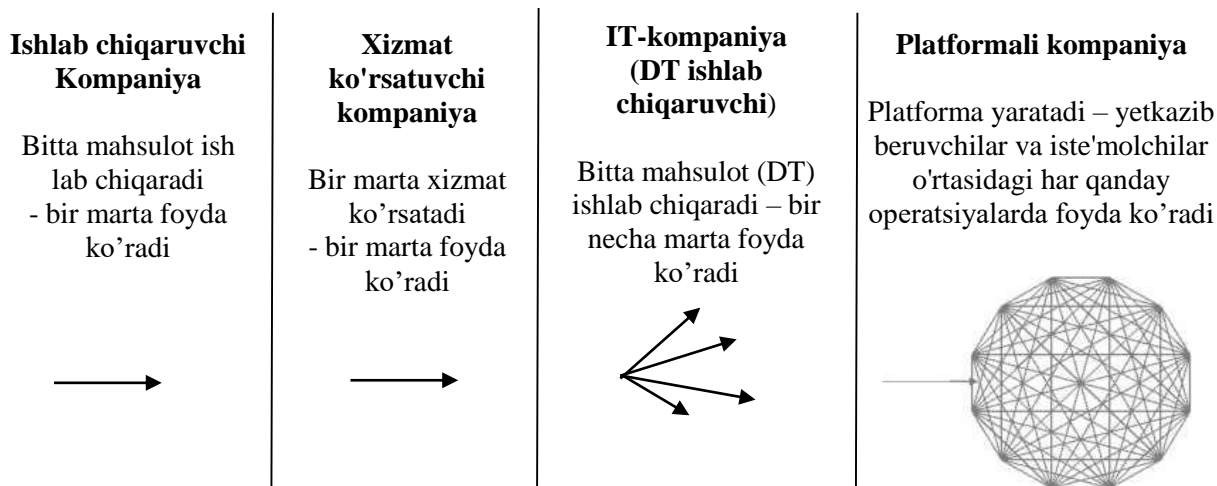 Ishlab chiqaruvchi
Kompaniya
Bitta mahsulot ish
lab chiqaradi
- bir marta foyda
ko’radi
Xizmat
ko'rsatuvchi
kompaniya
Bir marta xizmat
ko’rsatadi
- bir marta foyda
ko’radi
IT-kompaniya
(DT ishlab
chiqaruvchi)
Bitta mahsulot (DT)
ishlab chiqaradi – bir
necha marta foyda
ko’radi
Platformali kompaniya
Platforma yaratadi – yetkazib
beruvchilar va iste'molchilar
o'rtasidagi har qanday
operatsiyalarda foyda ko’radi